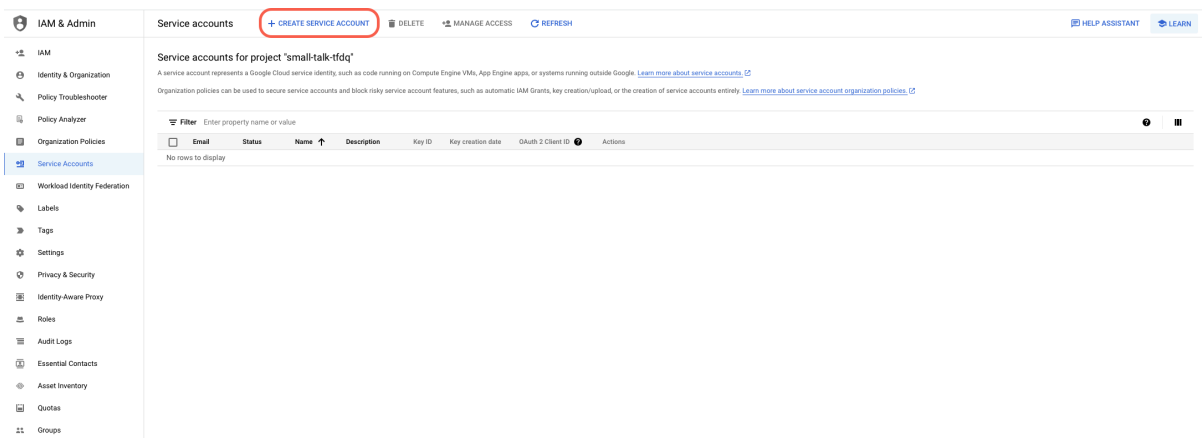 IAM & Admin
Service accounts
+ CREATE SERVICE ACCOUNT
DELETE
MANAGE ACCESS
REFRESH
HELP ASSISTANT
LEARN
IAM
Identity & Organization
Policy Troubleshooter
Policy Analyzer
Organization Policies
Service Accounts
Workload Identity Federation
Labels
Tags
Settings
Privacy & Security
Identity-Aware Proxy
Roles
Audit Logs
Essential Contacts
Asset Inventory
Quotas
Groups
Service accounts for project "small-talk-tfdq"
A service account represents a Google Cloud service identity, such as code running on Compute Engine VMs, App Engine apps, or systems running outside Google. Learn more about service accounts.
Organization policies can be used to secure service accounts and block risky service account features, such as automatic IAM Grants, key creation/upload, or the creation of service accounts entirely. Learn more about service account organization policies.
Filter Enter property name or value
Email Status Name Description Key ID Key creation date OAuth 2 Client ID Actions
No rows to display